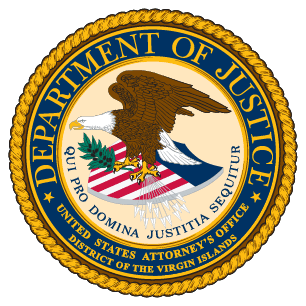 DEPARTMENT OF JUSTICE
QUI PRO DOMINA JUSTITIA SEQUITUR
UNITED STATES ATTORNEY'S OFFICE
DISTRICT OF THE VIRGIN ISLANDS